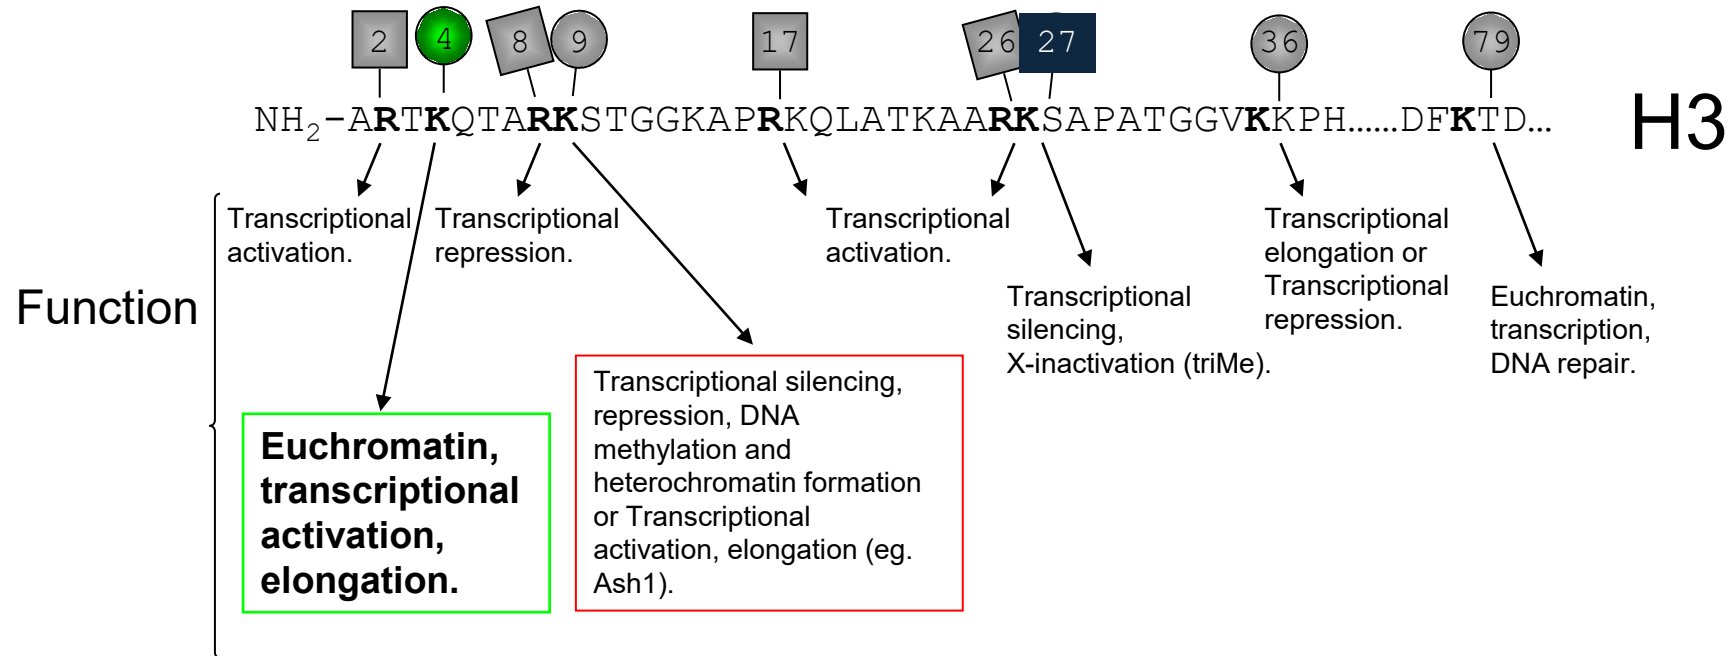 2 4 8 9 17 26 27 36 79
NH2-ARTKQTARKSTGGKAPRKQLATKAARKSAPATGGVKKPH......DFKTD...
H3
Function
Transcriptional
activation.
Transcriptional
repression.
Transcriptional
activation.
Transcriptional
silencing,
X-inactivation (triMe).
Transcriptional
elongation or
Transcriptional
repression.
Euchromatin,
transcription,
DNA repair.
Euchromatin,
transcriptional
activation,
elongation.
Transcriptional silencing,
repression, DNA
methylation and
heterochromatin formation
or Transcriptional
activation, elongation (eg.
Ash1).